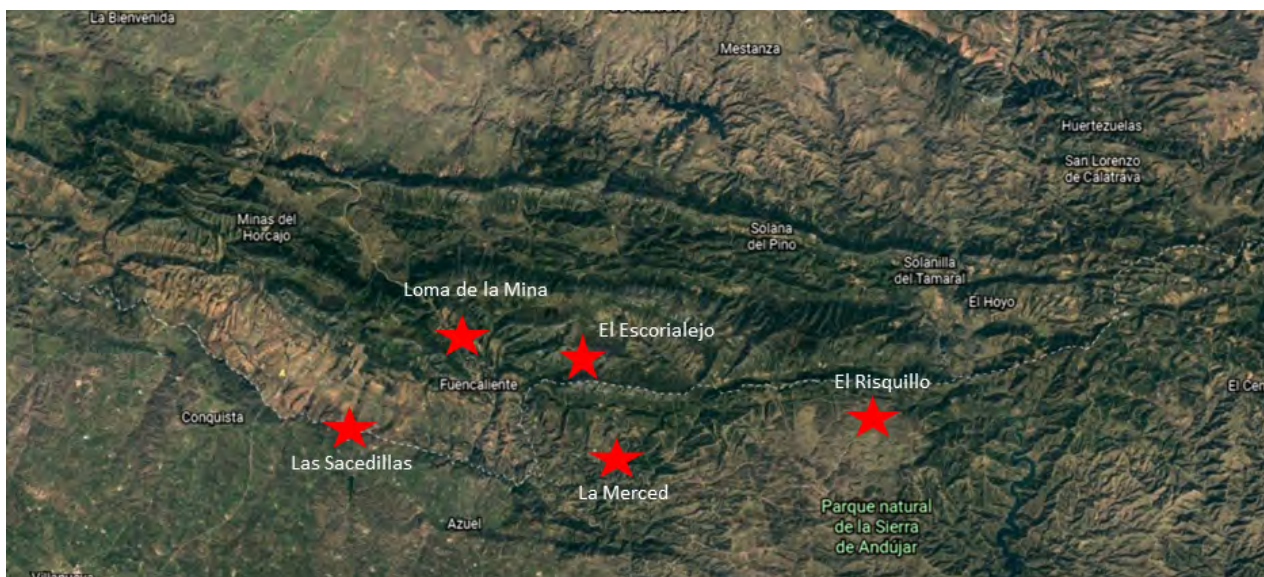 La Bienvenida
Mestanza
Huertezuelas
San Lorenzo
de Calatrava
Minas del
Horcajo
Solana
del Pino
Solanilla
del Tamaral
El Hoyo
Loma de la Mina
El Escorialejo
Fuencaliente
El Risquillo
El Cen
Conquista
Las Sacedillas
La Merced
Azuel
Parque natural
de la Sierra
de Andújar